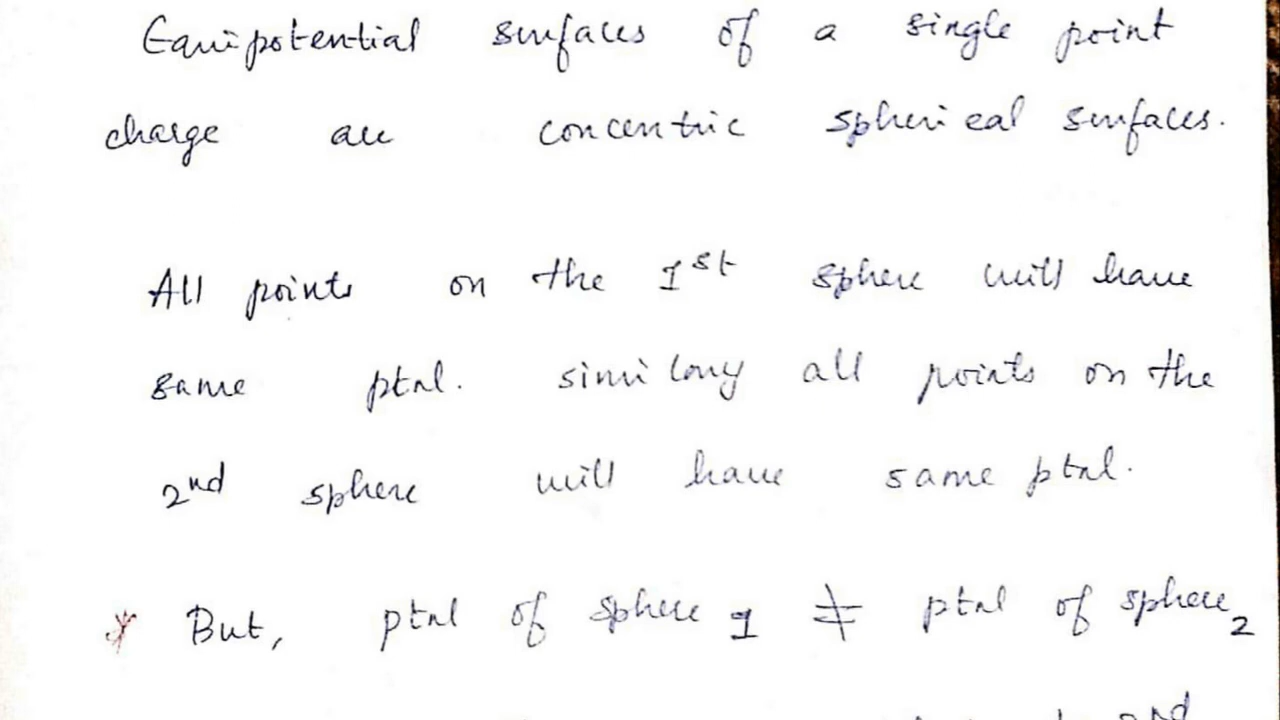 Equipotential surfaces of a single point
charge are concentric spherical surfaces.
All points on the 1st sphere will have
same ptnl. similarly all points on the
2nd sphere will have same ptnl.
* But, ptnl of sphere 1 ≠ ptnl of sphere 2
2nd